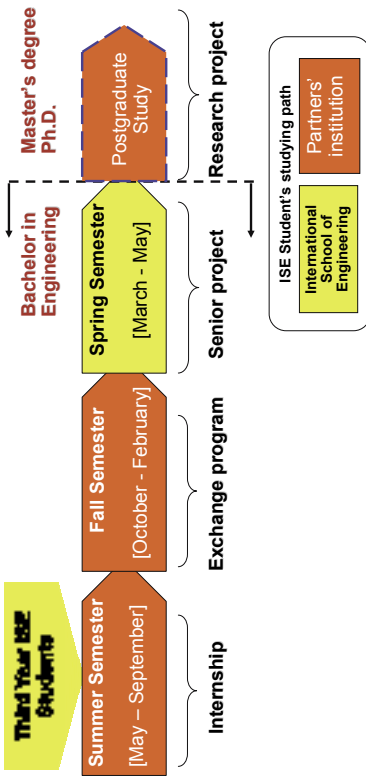 Third Year ISE
Students
Summer Semester
[May – September]
Internship
Fall Semester
[October - February]
Exchange program
Bachelor in
Engineering
Spring Semester
[March - May]
Senior project
Master's degree
Ph.D.
Postgraduate
Study
Research project
ISE Student's studying path
International
School of
Engineering
Partners'
institution